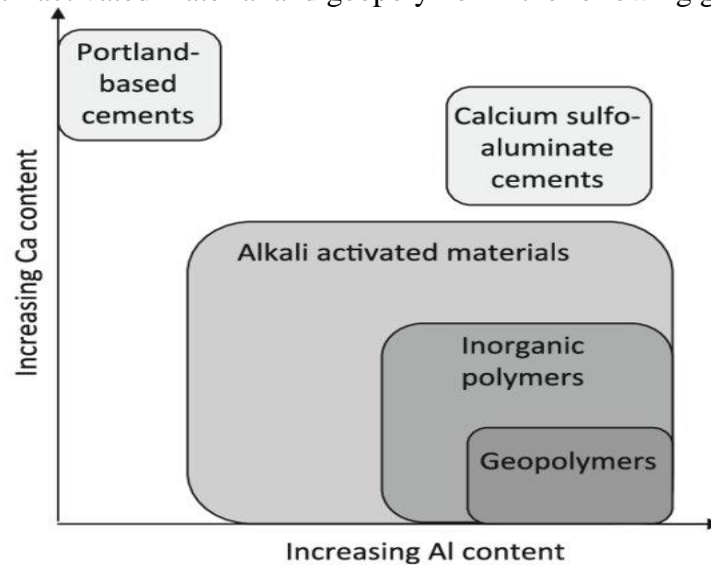 Portland-
based
cements
Calcium sulfo-
aluminate
cements
Alkali activated materials
Inorganic
polymers
Geopolymers
Increasing Ca content
Increasing Al content